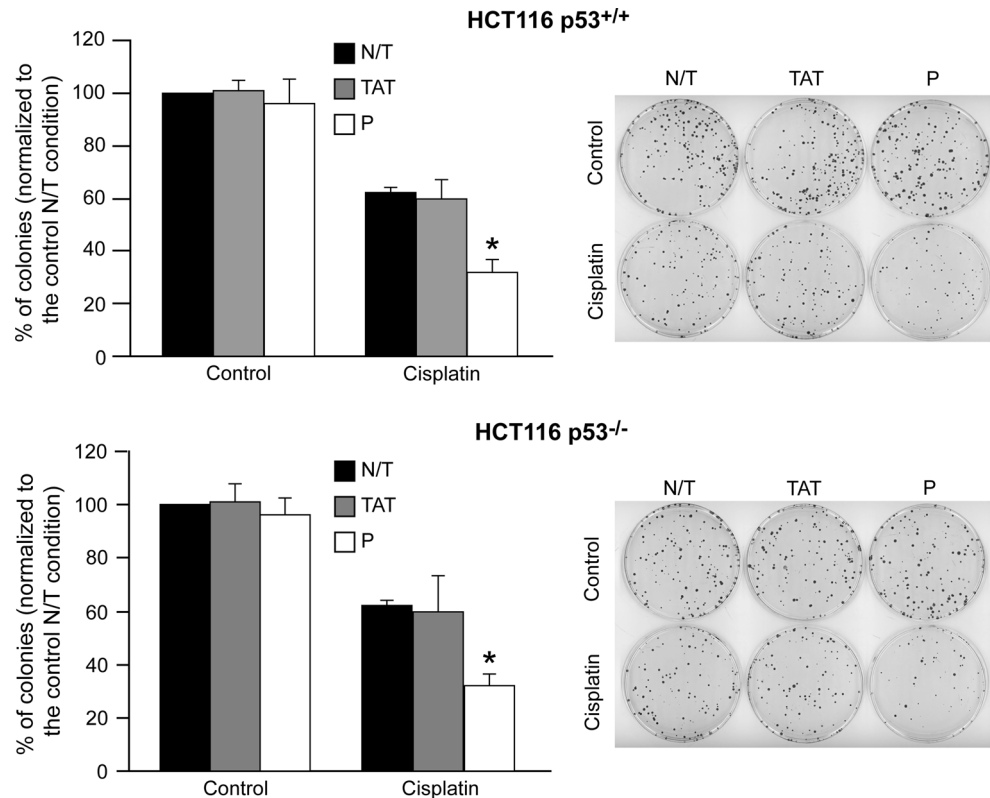 HCT116 p53+/+
% of colonies (normalized to
the control N/T condition)
120
100
80
60
40
20
0
N/T
TAT
P
*
Control
Cisplatin
N/T TAT P
Control
Cisplatin
HCT116 p53-/-
% of colonies (normalized to
the control N/T condition)
120
100
80
60
40
20
0
N/T
TAT
P
*
Control
Cisplatin
N/T TAT P
Control
Cisplatin